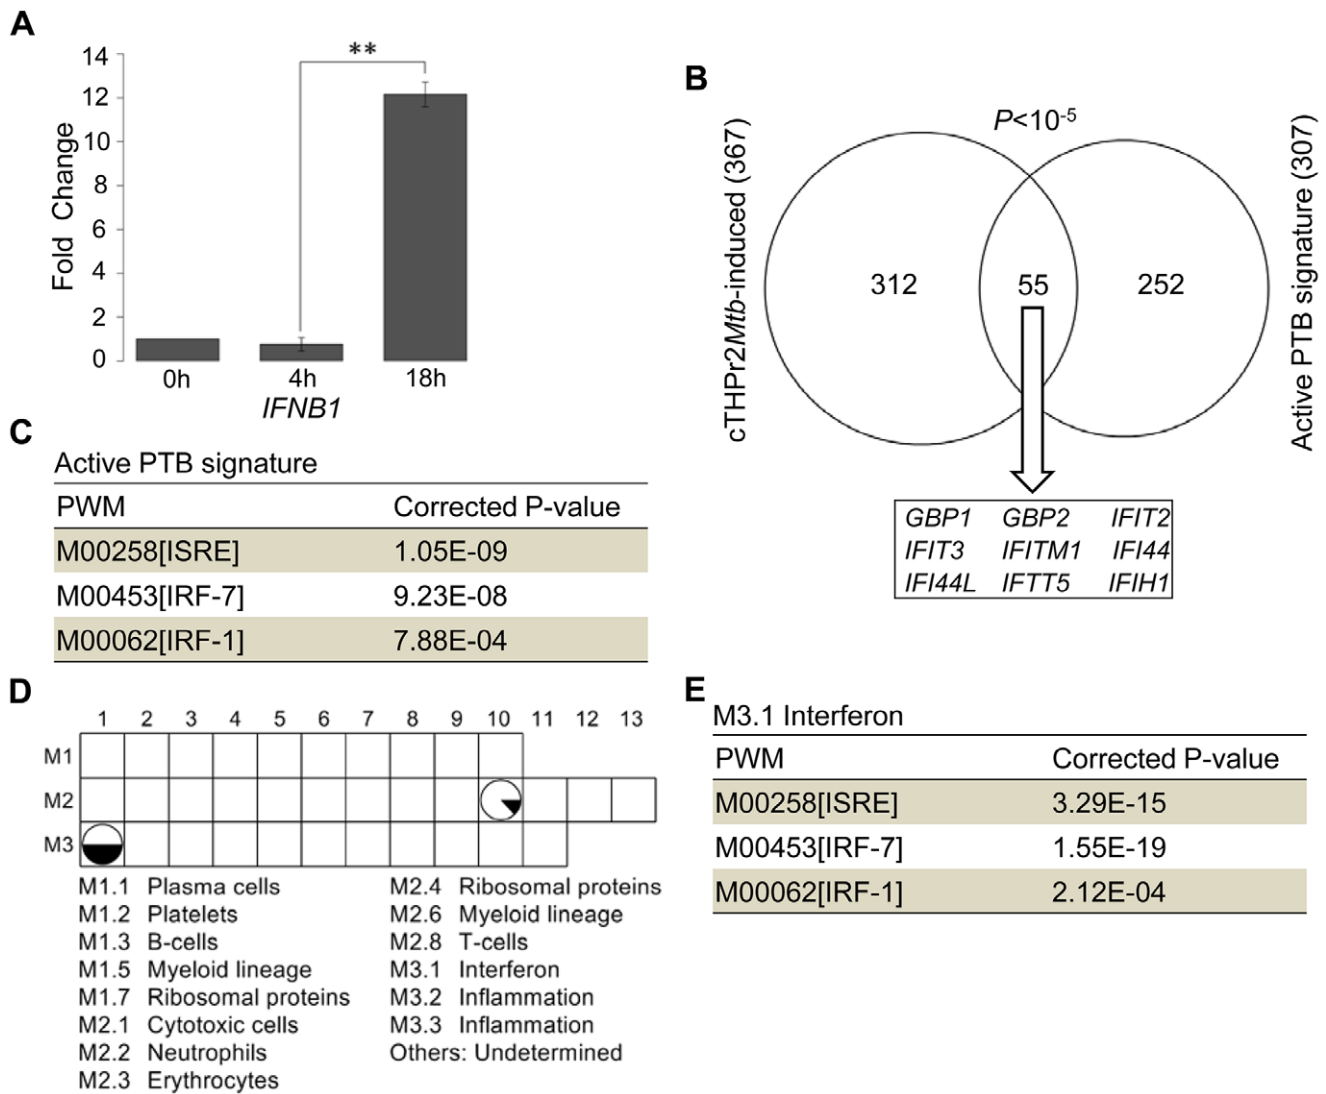 A
14
12
10
8
6
4
2
0
Fold Change
**
0h 4h 18h
IFNB1
B
P<10-5
cTHPr2Mtb-induced (367)
Active PTB signature (307)
312 55 252
GBP1 GBP2 IFIT2
IFIT3 IFITM1 IFI44
IFI44L IFTT5 IFIH1
C
Active PTB signature
PWM Corrected P-value
M00258[ISRE] 1.05E-09
M00453[IRF-7] 9.23E-08
M00062[IRF-1] 7.88E-04
D
1 2 3 4 5 6 7 8 9 10 11 12 13
M1
M2
M3
M1.1 Plasma cells
M1.2 Platelets
M1.3 B-cells
M1.5 Myeloid lineage
M1.7 Ribosomal proteins
M2.1 Cytotoxic cells
M2.2 Neutrophils
M2.3 Erythrocytes
M2.4 Ribosomal proteins
M2.6 Myeloid lineage
M2.8 T-cells
M3.1 Interferon
M3.2 Inflammation
M3.3 Inflammation
Others: Undetermined
E
M3.1 Interferon
PWM Corrected P-value
M00258[ISRE] 3.29E-15
M00453[IRF-7] 1.55E-19
M00062[IRF-1] 2.12E-04